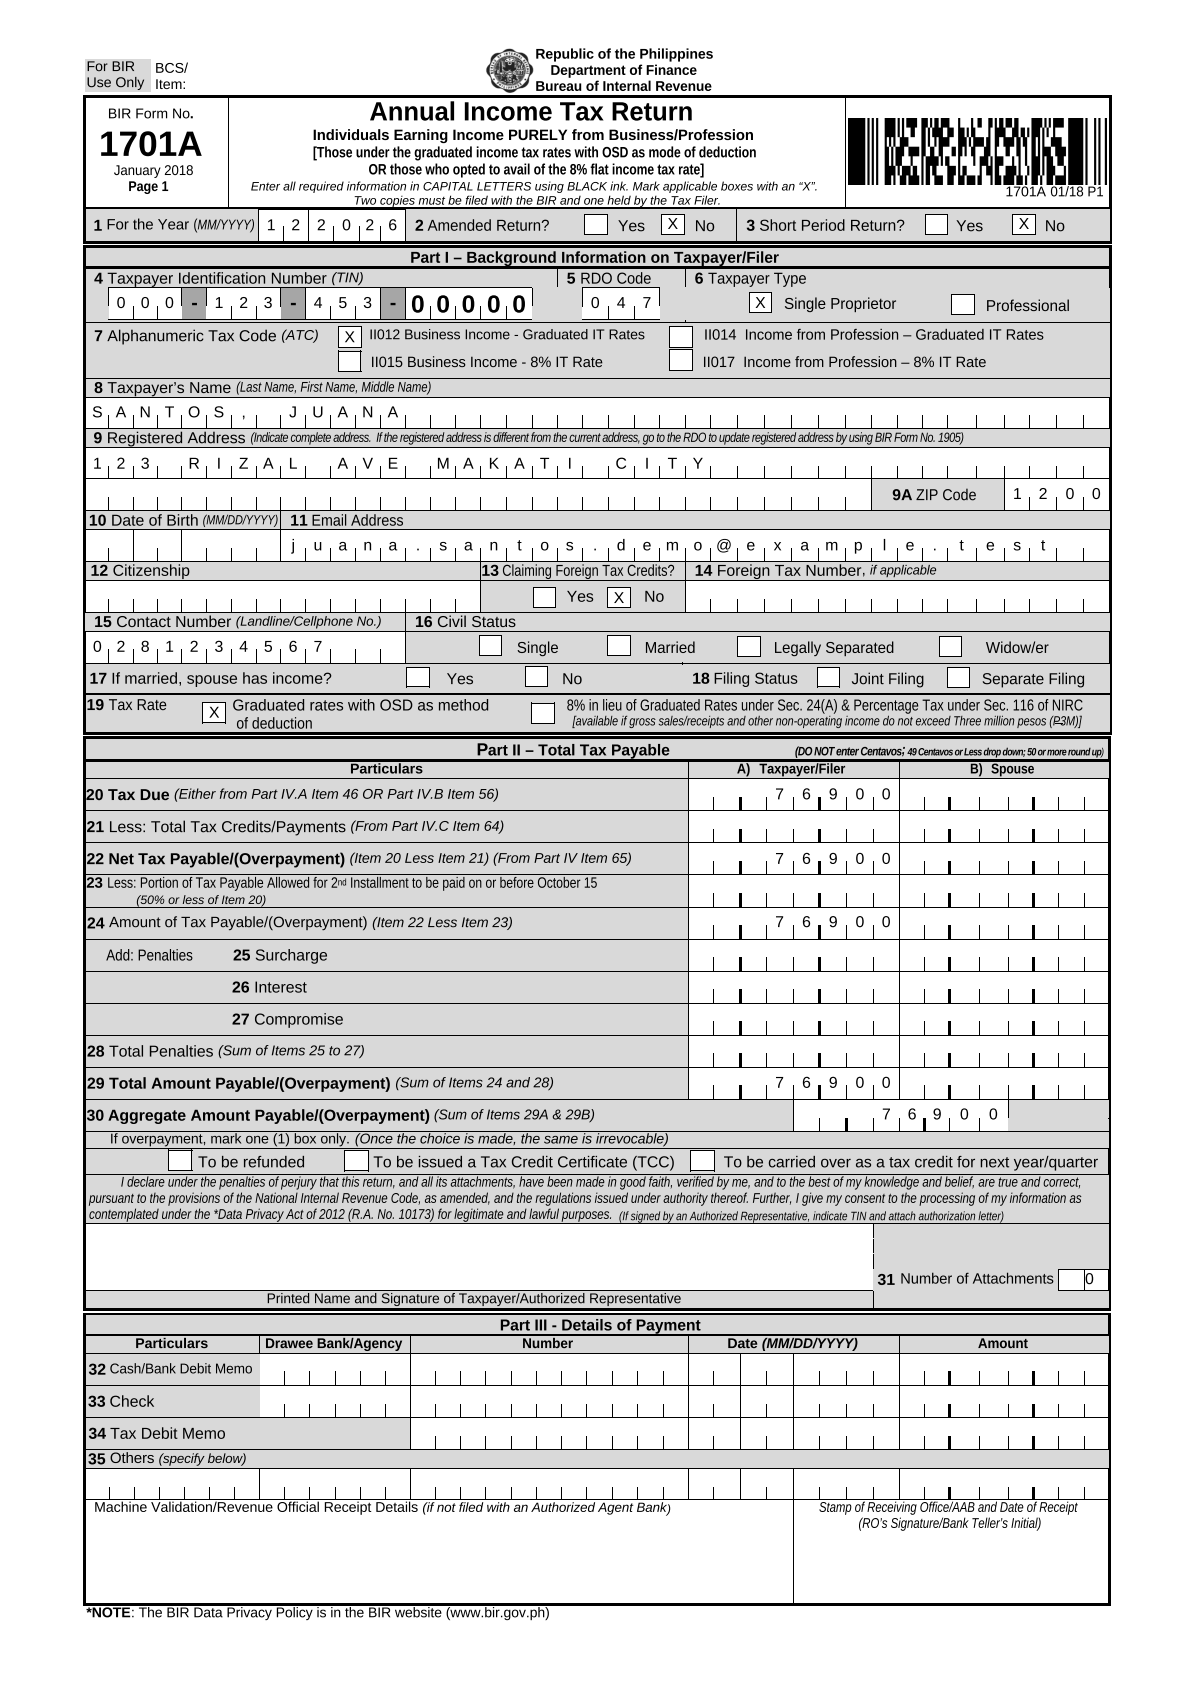 For BIR Use Only
BCS/ Item:
Republic of the Philippines
Department of Finance
Bureau of Internal Revenue
BIR Form No.
1701A
January 2018
Page 1
Annual Income Tax Return
Individuals Earning Income PURELY from Business/Profession
[Those under the graduated income tax rates with OSD as mode of deduction
OR those who opted to avail of the 8% flat income tax rate]
Enter all required information in CAPITAL LETTERS using BLACK ink. Mark applicable boxes with an “X”.
Two copies must be filed with the BIR and one held by the Tax Filer.
1701A 01/18 P1
1 For the Year (MM/YYYY) 1 2 2 0 2 6 2 Amended Return? Yes X No 3 Short Period Return? Yes X No
Part I – Background Information on Taxpayer/Filer
4 Taxpayer Identification Number (TIN) 5 RDO Code 6 Taxpayer Type
0 0 0 - 1 2 3 - 4 5 3 - 0 0 0 0 0 0 4 7 X Single Proprietor Professional
7 Alphanumeric Tax Code (ATC) X II012 Business Income - Graduated IT Rates II014 Income from Profession – Graduated IT Rates
II015 Business Income - 8% IT Rate II017 Income from Profession – 8% IT Rate
8 Taxpayer’s Name (Last Name, First Name, Middle Name)
S A N T O S , J U A N A
9 Registered Address (Indicate complete address. If the registered address is different from the current address, go to the RDO to update registered address by using BIR Form No. 1905)
1 2 3 R I Z A L A V E M A K A T I C I T Y
9A ZIP Code 1 2 0 0
10 Date of Birth (MM/DD/YYYY) 11 Email Address
j u a n a . s a n t o s . d e m o @ e x a m p l e . t e s t
12 Citizenship 13 Claiming Foreign Tax Credits? 14 Foreign Tax Number, if applicable
Yes X No
15 Contact Number (Landline/Cellphone No.) 16 Civil Status
0 2 8 1 2 3 4 5 6 7 Single Married Legally Separated Widow/er
17 If married, spouse has income? Yes No 18 Filing Status Joint Filing Separate Filing
19 Tax Rate X Graduated rates with OSD as method of deduction 8% in lieu of Graduated Rates under Sec. 24(A) & Percentage Tax under Sec. 116 of NIRC
[available if gross sales/receipts and other non-operating income do not exceed Three million pesos (P3M)]
Part II – Total Tax Payable (DO NOT enter Centavos; 49 Centavos or Less drop down; 50 or more round up)
Particulars A) Taxpayer/Filer B) Spouse
20 Tax Due (Either from Part IV.A Item 46 OR Part IV.B Item 56) 7 6 9 0 0
21 Less: Total Tax Credits/Payments (From Part IV.C Item 64)
22 Net Tax Payable/(Overpayment) (Item 20 Less Item 21) (From Part IV Item 65) 7 6 9 0 0
23 Less: Portion of Tax Payable Allowed for 2nd Installment to be paid on or before October 15
(50% or less of Item 20)
24 Amount of Tax Payable/(Overpayment) (Item 22 Less Item 23) 7 6 9 0 0
Add: Penalties 25 Surcharge
26 Interest
27 Compromise
28 Total Penalties (Sum of Items 25 to 27)
29 Total Amount Payable/(Overpayment) (Sum of Items 24 and 28) 7 6 9 0 0
30 Aggregate Amount Payable/(Overpayment) (Sum of Items 29A & 29B) 7 6 9 0 0
If overpayment, mark one (1) box only. (Once the choice is made, the same is irrevocable)
To be refunded To be issued a Tax Credit Certificate (TCC) To be carried over as a tax credit for next year/quarter
I declare under the penalties of perjury that this return, and all its attachments, have been made in good faith, verified by me, and to the best of my knowledge and belief, are true and correct,
pursuant to the provisions of the National Internal Revenue Code, as amended, and the regulations issued under authority thereof. Further, I give my consent to the processing of my information as
contemplated under the *Data Privacy Act of 2012 (R.A. No. 10173) for legitimate and lawful purposes. (If signed by an Authorized Representative, indicate TIN and attach authorization letter)
31 Number of Attachments 0
Printed Name and Signature of Taxpayer/Authorized Representative
Part III - Details of Payment
Particulars Drawee Bank/Agency Number Date (MM/DD/YYYY) Amount
32 Cash/Bank Debit Memo
33 Check
34 Tax Debit Memo
35 Others (specify below)
Machine Validation/Revenue Official Receipt Details (if not filed with an Authorized Agent Bank) Stamp of Receiving Office/AAB and Date of Receipt
(RO’s Signature/Bank Teller’s Initial)
*NOTE: The BIR Data Privacy Policy is in the BIR website (www.bir.gov.ph)